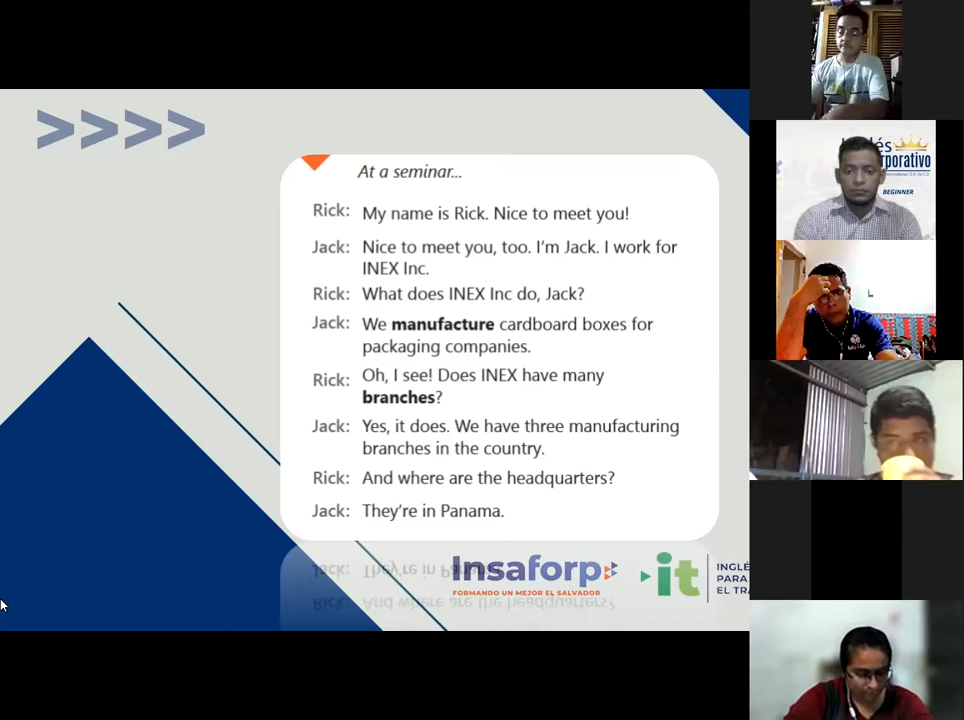 >>>>
At a seminar...
Rick: My name is Rick. Nice to meet you!
Jack: Nice to meet you, too. I'm Jack. I work for
INEX Inc.
Rick: What does INEX Inc do, Jack?
Jack: We manufacture cardboard boxes for
packaging companies.
Rick: Oh, I see! Does INEX have many
branches?
Jack: Yes, it does. We have three manufacturing
branches in the country.
Rick: And where are the headquarters?
Jack: They're in Panama.
Insaforp
FORMANDO UN MEJOR EL SALVADOR
it
INGLÉ
PARA
EL TRA
és
rporativo
BEGINNER